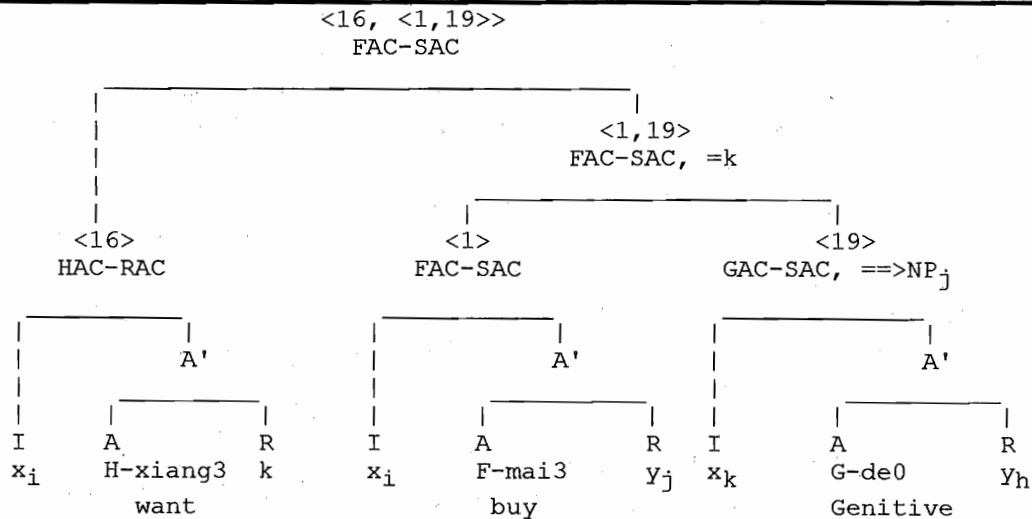 <16, <1,19>>
FAC-SAC
<1,19>
FAC-SAC, =k
<16> <1> <19>
HAC-RAC FAC-SAC GAC-SAC, ==>NPj
A' A' A'
I A R I A R I A R
xi H-xiang3 k xi F-mai3 yj xk G-de0 yh
want buy Genitive